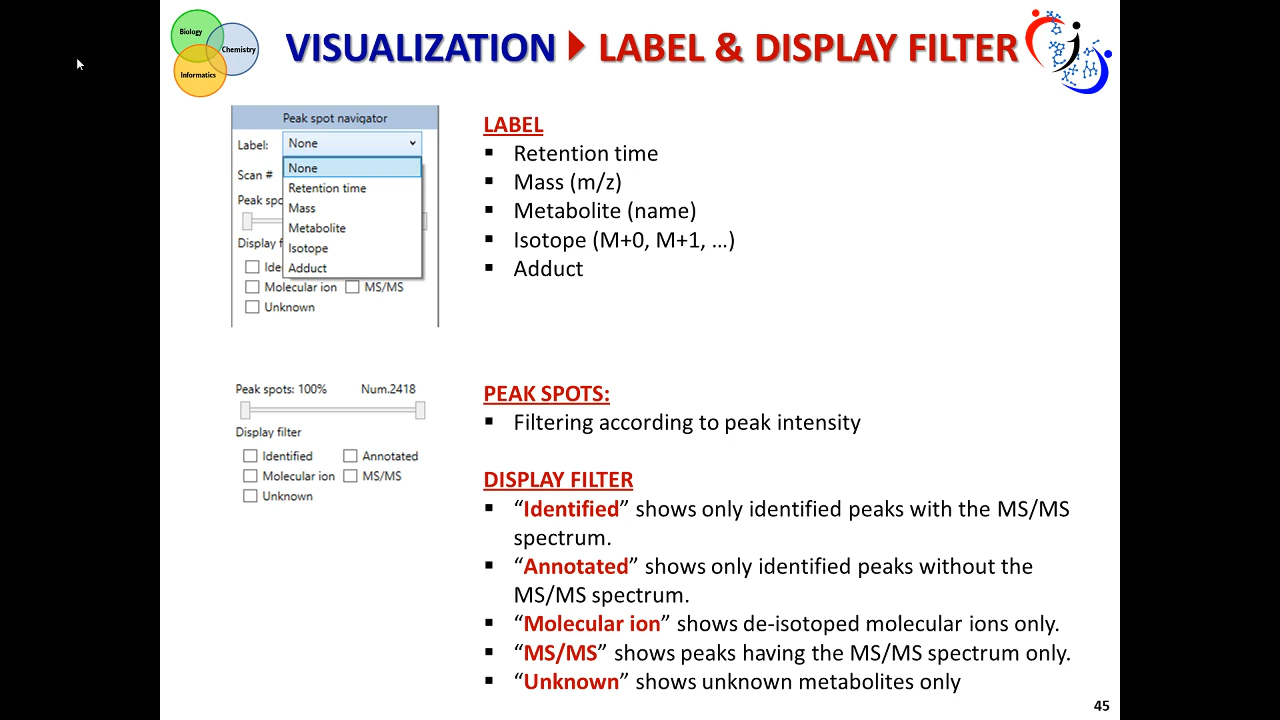 Biology
Chemistry
Informatics
VISUALIZATION LABEL & DISPLAY FILTER
Peak spot navigator
Label: None
None
Scan #
Retention time
Peak spo
Mass
Metabolite
Display f
Isotope
Ide
Adduct
Molecular ion MS/MS
Unknown
LABEL
▪ Retention time
▪ Mass (m/z)
▪ Metabolite (name)
▪ Isotope (M+0, M+1, …)
▪ Adduct
Peak spots: 100% Num.2418
Display filter
Identified Annotated
Molecular ion MS/MS
Unknown
PEAK SPOTS:
▪ Filtering according to peak intensity
DISPLAY FILTER
▪ “Identified” shows only identified peaks with the MS/MS
spectrum.
▪ “Annotated” shows only identified peaks without the
MS/MS spectrum.
▪ “Molecular ion” shows de-isotoped molecular ions only.
▪ “MS/MS” shows peaks having the MS/MS spectrum only.
▪ “Unknown” shows unknown metabolites only
45